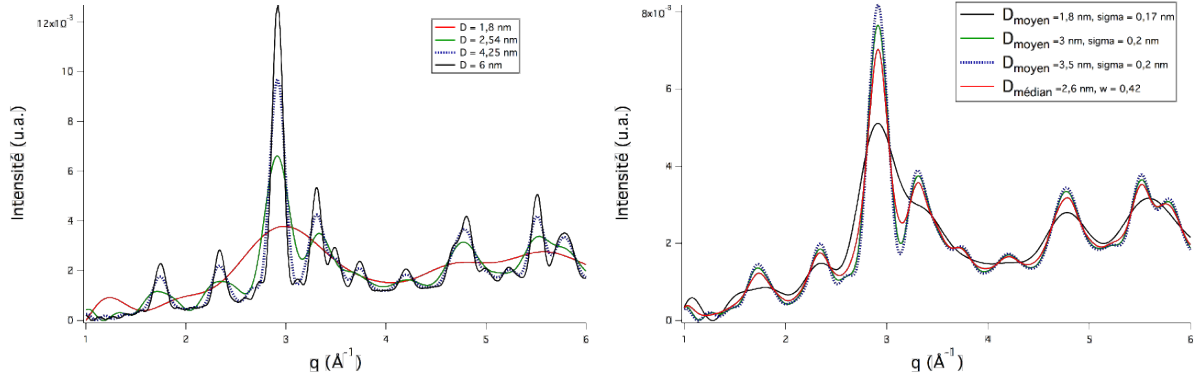 12x10⁻³
10
8
6
4
2
0
Intensité (u.a.)
1
2
3
4
5
6
q (Å⁻¹)
D = 1,8 nm
D = 2,54 nm
D = 4,25 nm
D = 6 nm
8x10⁻³
6
4
2
0
Intensité (u.a.)
1
2
3
4
5
6
q (Å⁻¹)
Dmoyen =1,8 nm, sigma = 0,17 nm
Dmoyen =3 nm, sigma = 0,2 nm
Dmoyen =3,5 nm, sigma = 0,2 nm
Dmédian =2,6 nm, w = 0,42